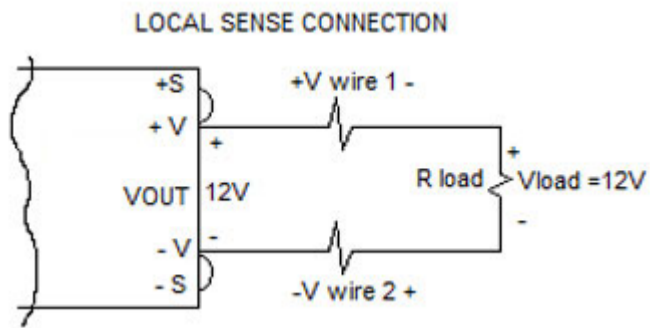 LOCAL SENSE CONNECTION
+S
+V wire 1 -
+ V
+
+
R load
Vload =12V
VOUT
12V
-
- V
-
- S
-V wire 2 +